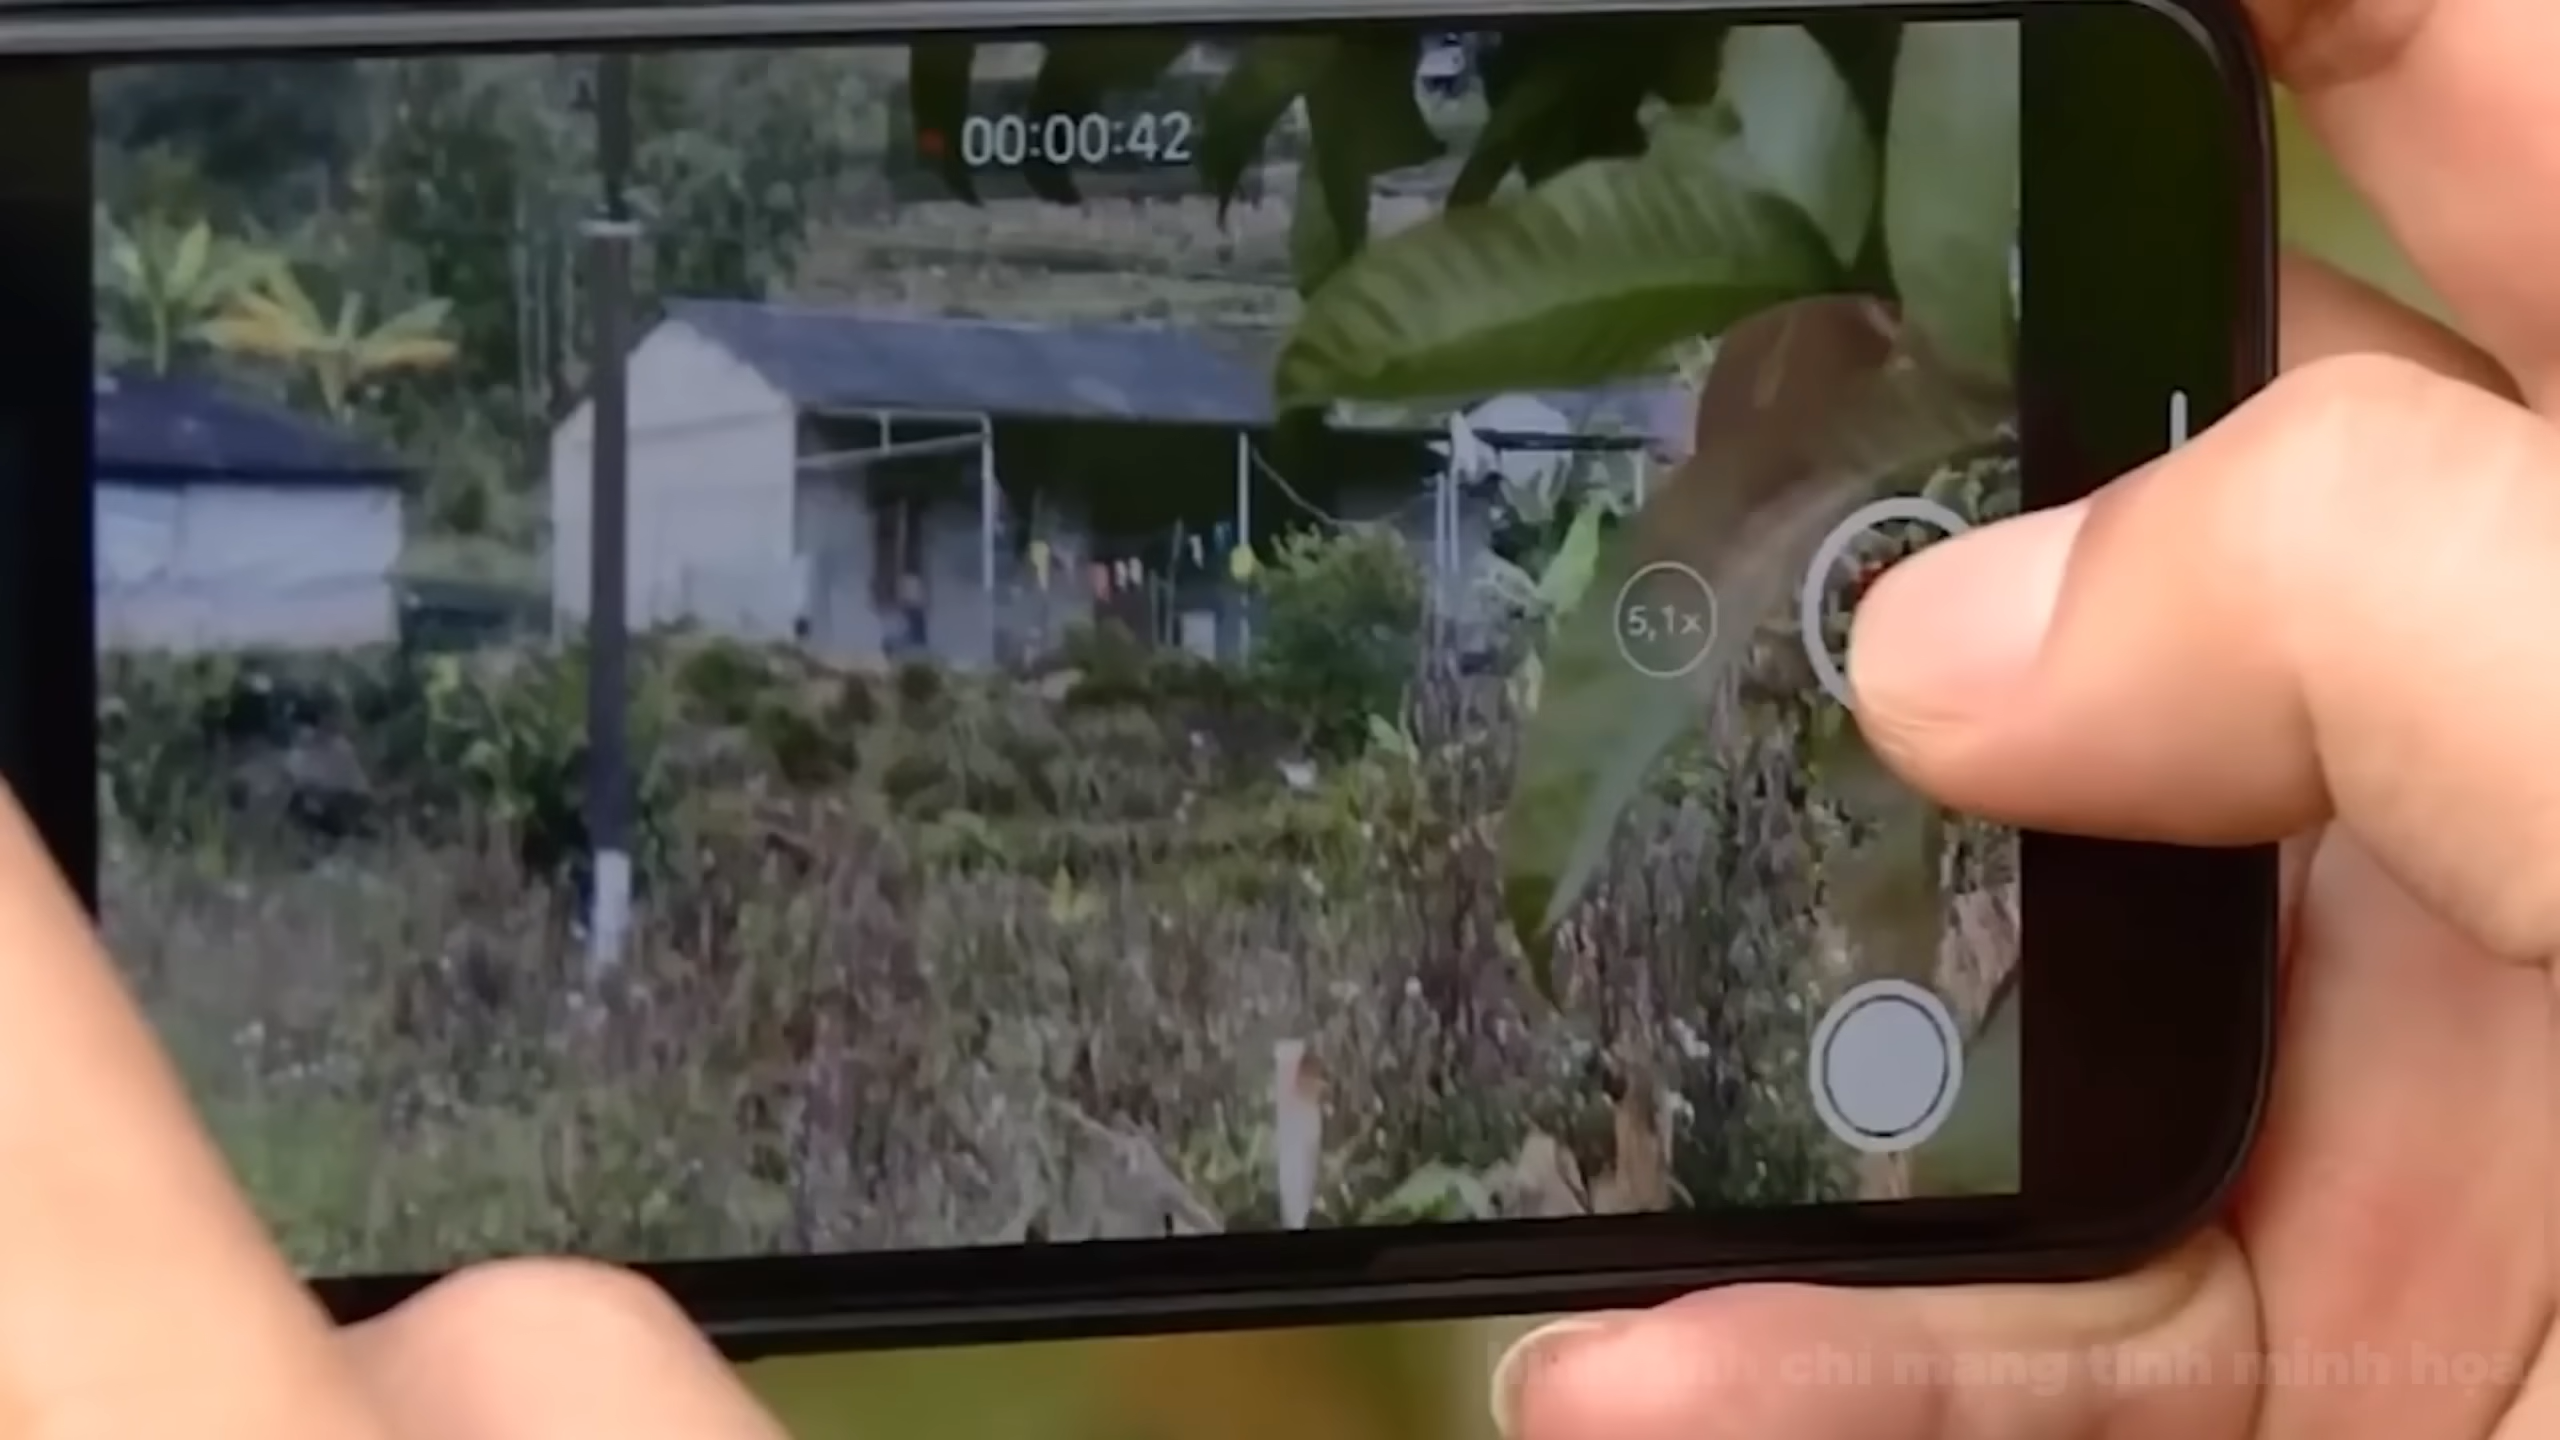 00:00:42
5,1x
chỉ mang tính minh họa